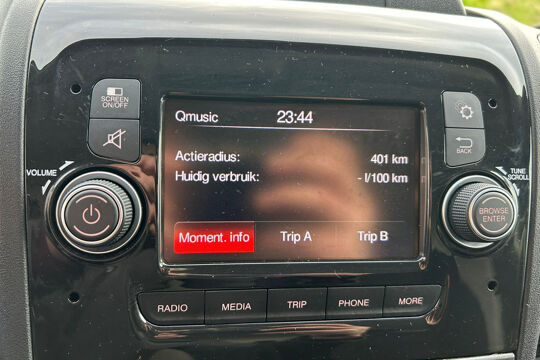 SCREEN
ON/OFF
VOLUME
Qmusic 23:44
Actieradius: 401 km
Huidig verbruik: - l/100 km
Moment. info Trip A Trip B
BACK
TUNE
SCROLL
BROWSE
ENTER
RADIO MEDIA TRIP PHONE MORE